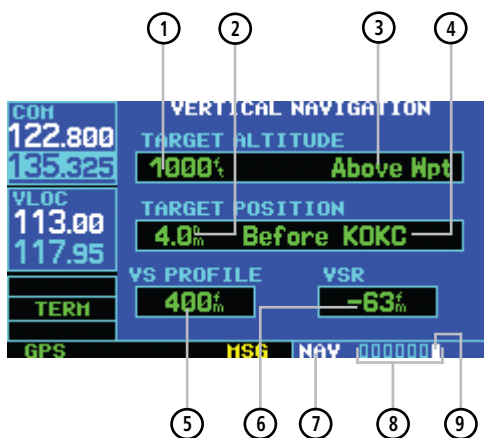 1 2 3 4
COM
122.800
135.325
VLOC
113.00
117.95
TERM
VERTICAL NAVIGATION
TARGET ALTITUDE
1000ft Above Wpt
TARGET POSITION
4.0nm Before KOKC
VS PROFILE VSR
400fm -63fm
GPS MSG NAV
5 6 7 8 9